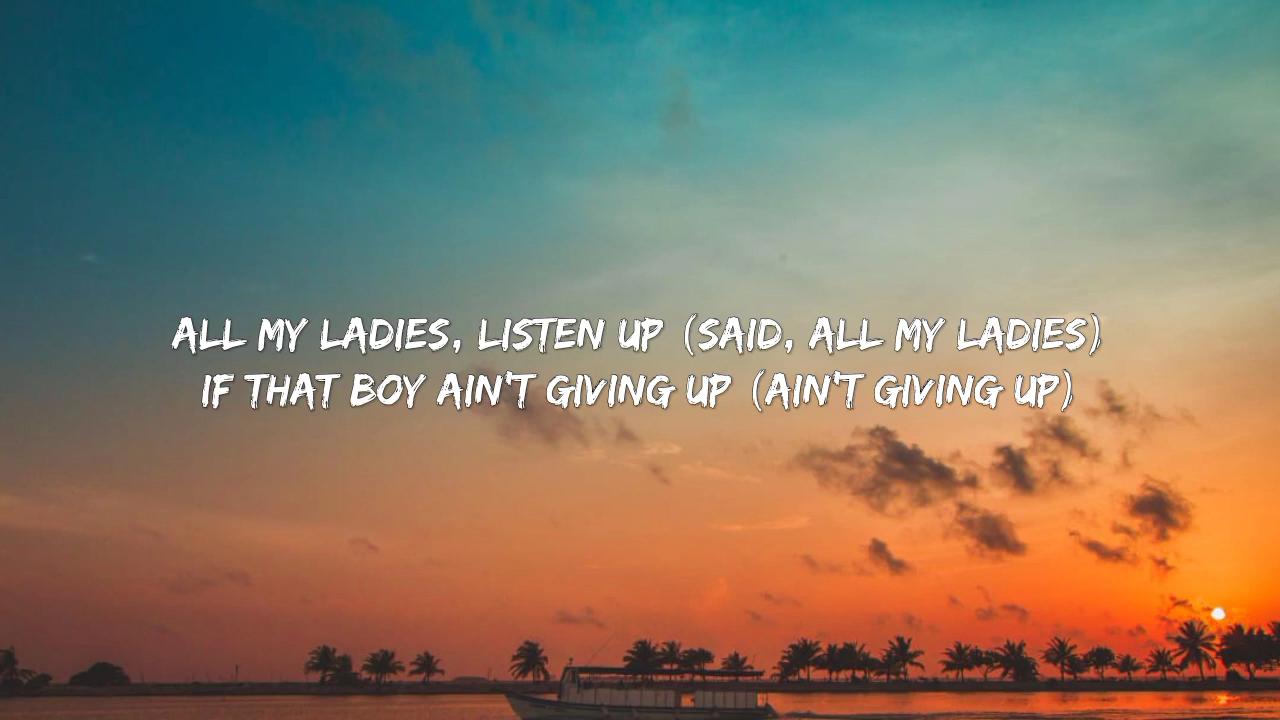 ALL MY LADIES, LISTEN UP (SAID, ALL MY LADIES)
IF THAT BOY AIN'T GIVING UP (AIN'T GIVING UP)